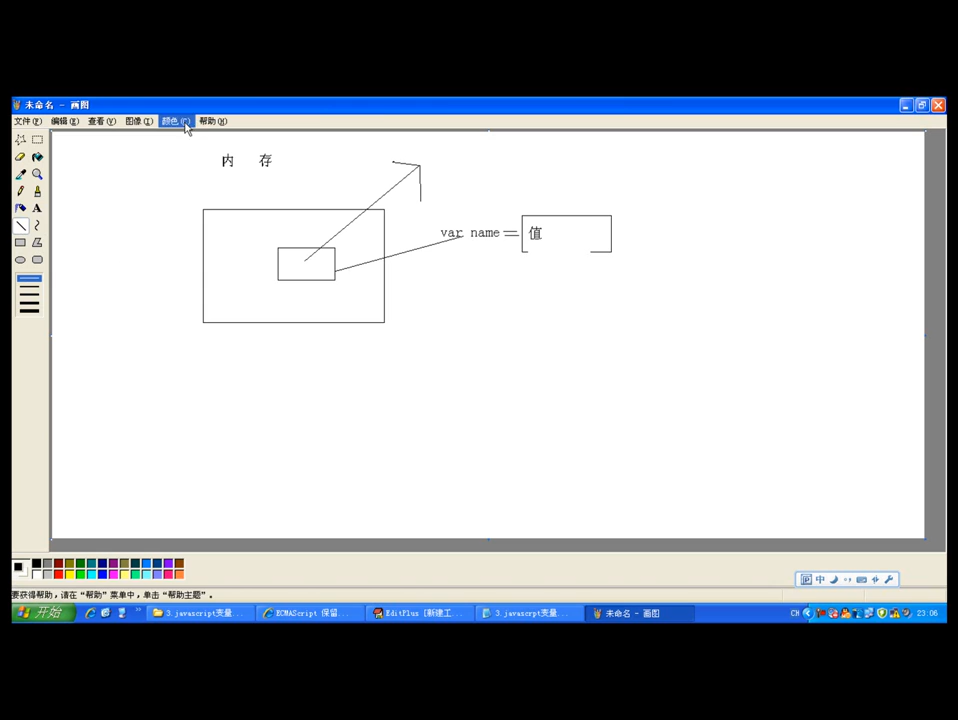 未命名 - 画图
文件(F) 编辑(E) 查看(V) 图像(I) 颜色(C) 帮助(H)
内 存
var name = 值
要获得帮助,请在“帮助”菜单中,单击“帮助主题”。
中
开始 3.javascript变量... ECMAScript 保留... EditPlus [新建工... 3.javascript变量... 未命名 - 画图 CH 23:06